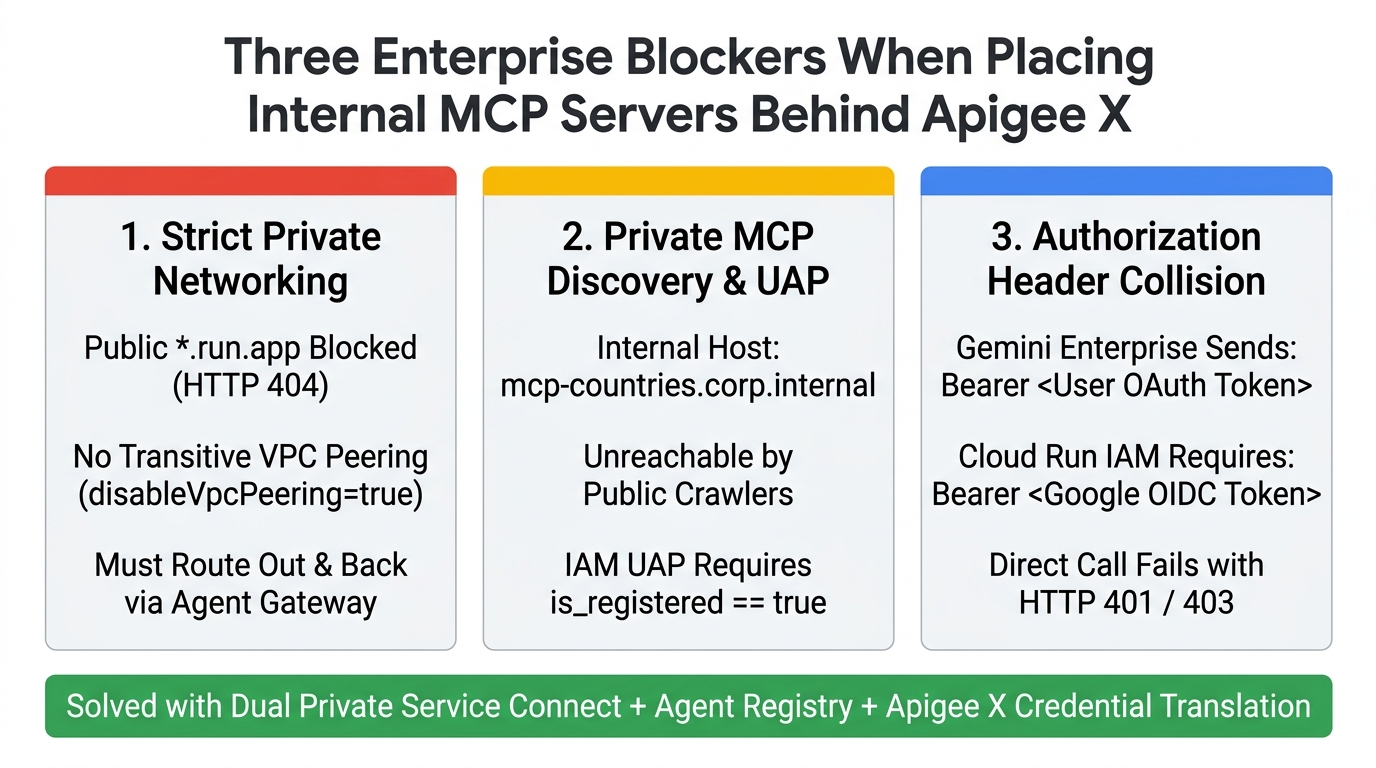 Three Enterprise Blockers When Placing
Internal MCP Servers Behind Apigee X
1. Strict Private
Networking
Public *.run.app Blocked
(HTTP 404)
No Transitive VPC Peering
(disableVpcPeering=true)
Must Route Out & Back
via Agent Gateway
2. Private MCP
Discovery & UAP
Internal Host:
mcp-countries.corp.internal
Unreachable by
Public Crawlers
IAM UAP Requires
is_registered == true
3. Authorization
Header Collision
Gemini Enterprise Sends:
Bearer <User OAuth Token>
Cloud Run IAM Requires:
Bearer <Google OIDC Token>
Direct Call Fails with
HTTP 401 / 403
Solved with Dual Private Service Connect + Agent Registry + Apigee X Credential Translation